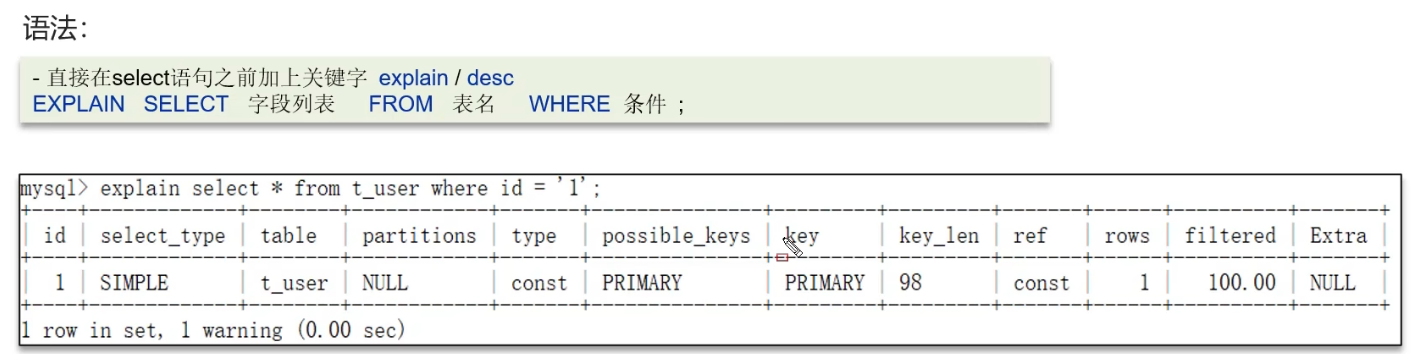 语法：
- 直接在select语句之前加上关键字 explain / desc
EXPLAIN SELECT 字段列表 FROM 表名 WHERE 条件 ;
mysql> explain select * from t_user where id = '1';
+----+-------------+--------+------------+-------+---------------+---------+---------+-------+------+----------+-------+
| id | select_type | table | partitions | type | possible_keys | key | key_len | ref | rows | filtered | Extra |
+----+-------------+--------+------------+-------+---------------+---------+---------+-------+------+----------+-------+
| 1 | SIMPLE | t_user | NULL | const | PRIMARY | PRIMARY | 98 | const | 1 | 100.00 | NULL |
+----+-------------+--------+------------+-------+---------------+---------+---------+-------+------+----------+-------+
1 row in set, 1 warning (0.00 sec)